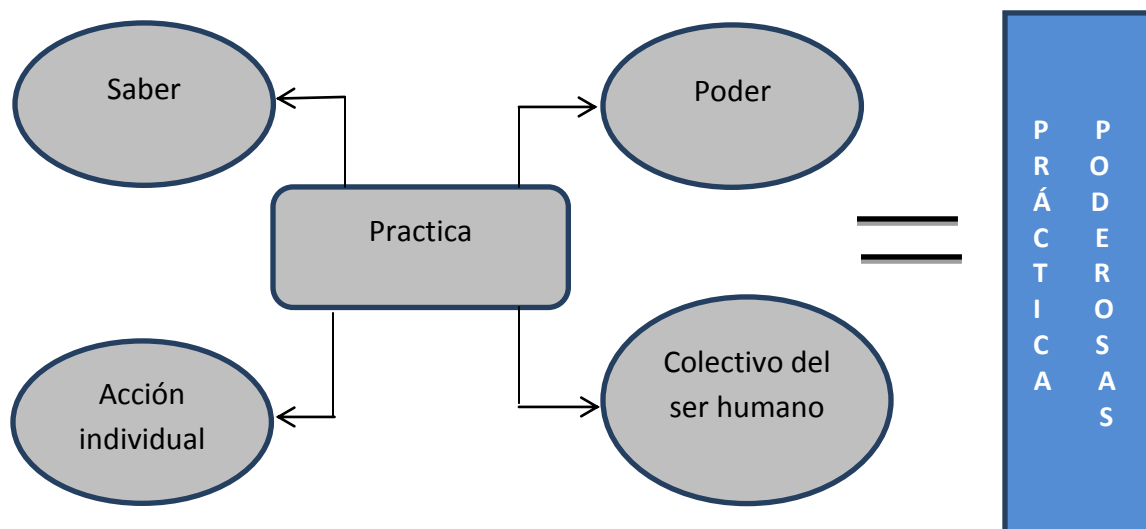 Saber
Poder
Practica
Acción
individual
Colectivo del
ser humano
PRÁCTICA
PODEROSAS